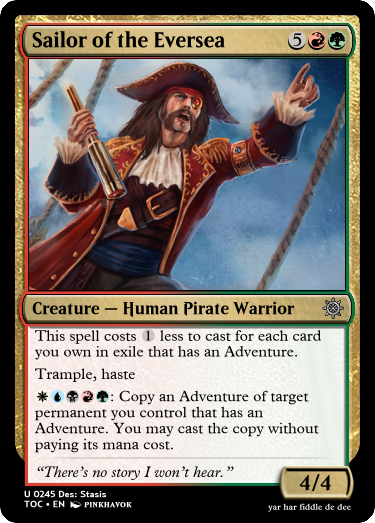 Sailor of the Eversea 5
Creature — Human Pirate Warrior
This spell costs 1 less to cast for each card
you own in exile that has an Adventure.
Trample, haste
: Copy an Adventure of target
permanent you control that has an
Adventure. You may cast the copy without
paying its mana cost.
"There's no story I won't hear."
4/4
U 0245 Des: Stasis
TOC • EN PINKHAVOK
yar har fiddle de dee